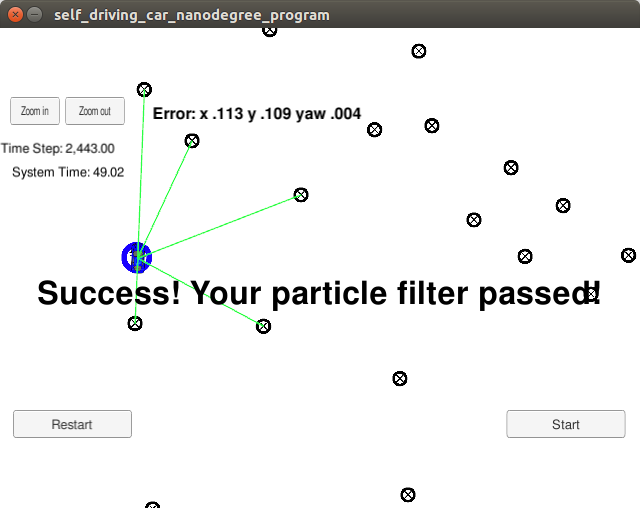 self_driving_car_nanodegree_program
Zoom in
Zoom out
Error: x .113 y .109 yaw .004
Time Step: 2,443.00
System Time: 49.02
Success! Your particle filter passed!
Restart
Start